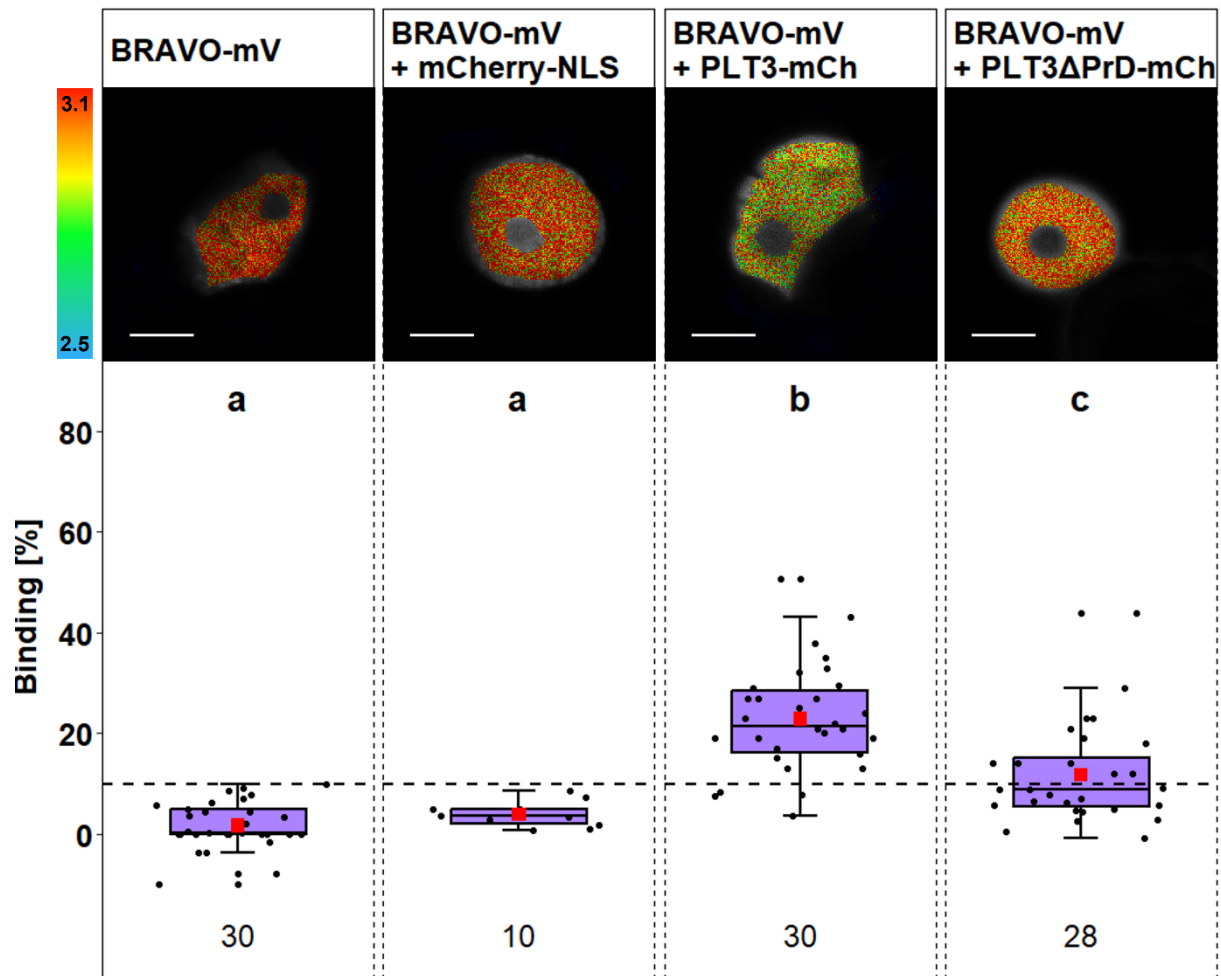 BRAVO-mV
BRAVO-mV
+ mCherry-NLS
BRAVO-mV
+ PLT3-mCh
BRAVO-mV
+ PLT3ΔPrD-mCh
3.1
2.5
a
a
b
c
80
60
40
20
0
Binding [%]
30
10
30
28